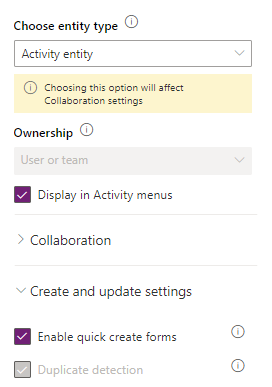 Choose entity type
Activity entity
Choosing this option will affect
Collaboration settings
Ownership
User or team
Display in Activity menus
Collaboration
Create and update settings
Enable quick create forms
Duplicate detection